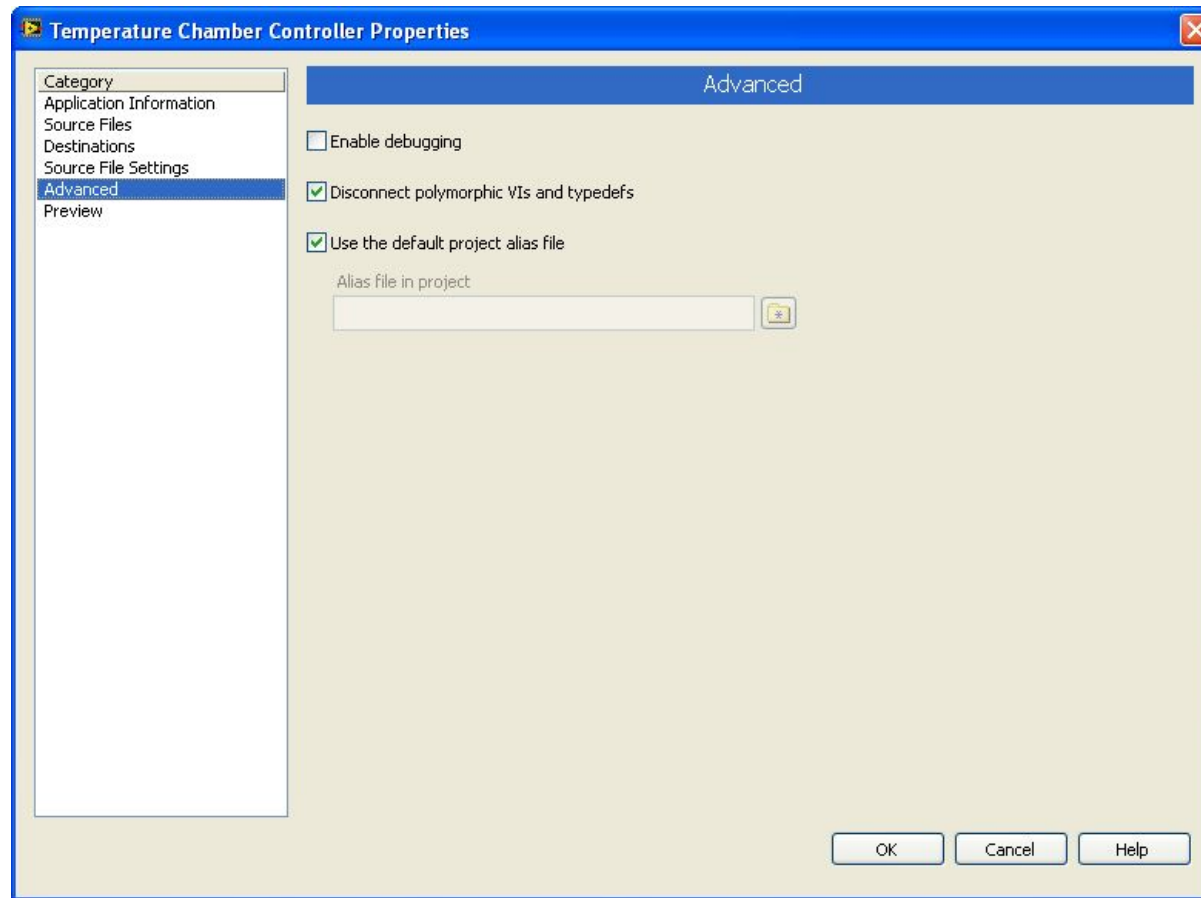 Temperature Chamber Controller Properties
Category
Application Information
Source Files
Destinations
Source File Settings
Advanced
Preview
Advanced
Enable debugging
Disconnect polymorphic VIs and typedefs
Use the default project alias file
Alias file in project
OK
Cancel
Help